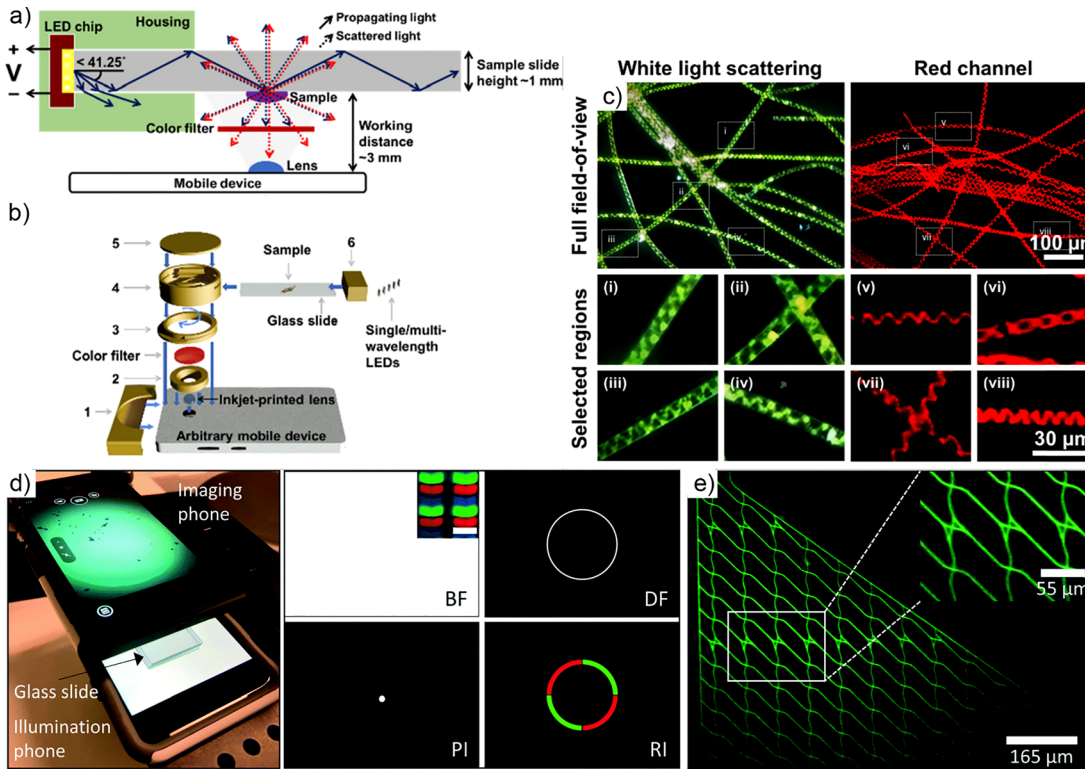 a)
LED chip
Housing
Propagating light
Scattered light
+
V
−
< 41.25°
Sample slide
height ~1 mm
Sample
Color filter
Working
distance
~3 mm
Lens
Mobile device
b)
5
4
3
Color filter
2
1
Sample
6
Glass slide
Single/multi-
wavelength
LEDs
Inkjet-printed lens
Arbitrary mobile device
White light scattering
Red channel
c)
Full field-of-view
i
ii
iii
iv
v
vi
vii
viii
100 µm
Selected regions
(i)
(ii)
(v)
(vi)
(iii)
(iv)
(vii)
(viii)
30 µm
d)
Imaging
phone
Glass slide
Illumination
phone
BF
DF
PI
RI
e)
55 µm
165 µm